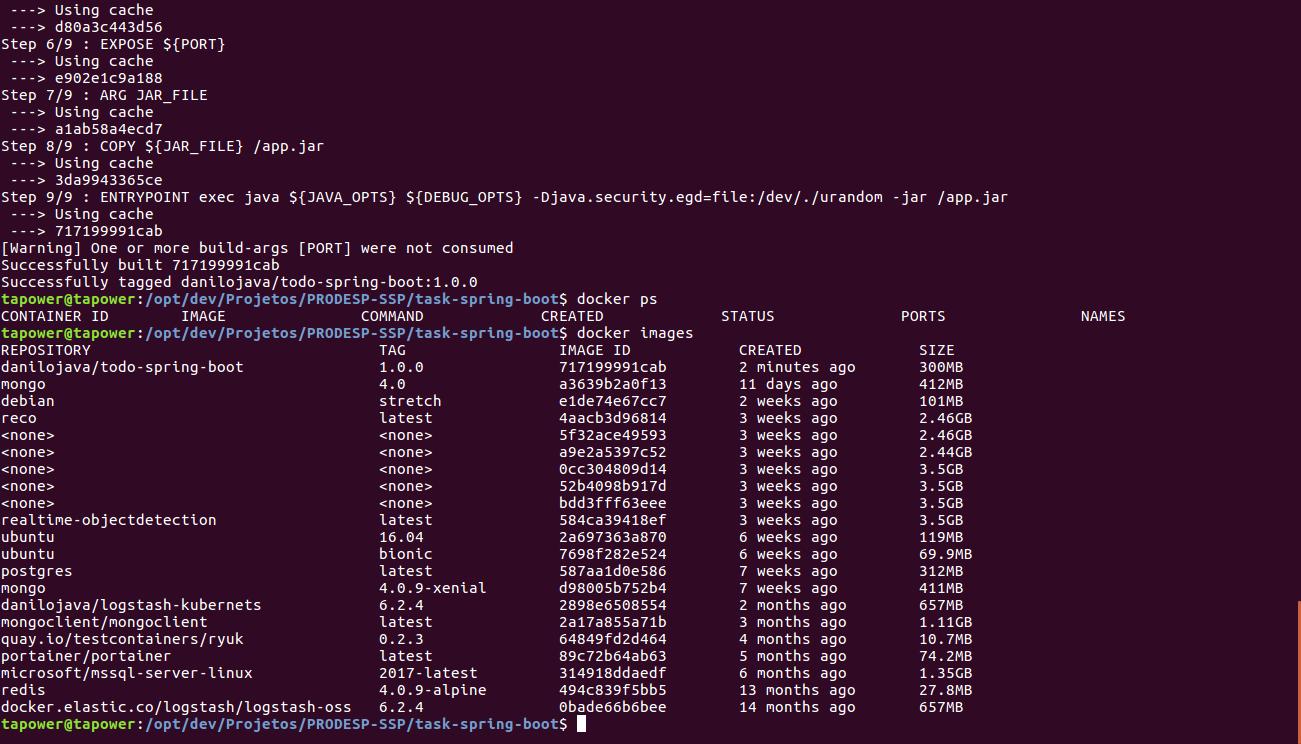 ---> Using cache
---> d80a3c443d56
Step 6/9 : EXPOSE ${PORT}
---> Using cache
---> e902e1c9a188
Step 7/9 : ARG JAR_FILE
---> Using cache
---> a1ab58a4ecd7
Step 8/9 : COPY ${JAR_FILE} /app.jar
---> Using cache
---> 3da9943365ce
Step 9/9 : ENTRYPOINT exec java ${JAVA_OPTS} ${DEBUG_OPTS} -Djava.security.egd=file:/dev/./urandom -jar /app.jar
---> Using cache
---> 717199991cab
[Warning] One or more build-args [PORT] were not consumed
Successfully built 717199991cab
Successfully tagged danilojava/todo-spring-boot:1.0.0
tapower@tapower:/opt/dev/Projetos/PRODESP-SSP/task-spring-boot$ docker ps
CONTAINER ID IMAGE COMMAND CREATED STATUS PORTS NAMES
tapower@tapower:/opt/dev/Projetos/PRODESP-SSP/task-spring-boot$ docker images
REPOSITORY TAG IMAGE ID CREATED SIZE
danilojava/todo-spring-boot 1.0.0 717199991cab 2 minutes ago 300MB
mongo 4.0 a3639b2a0f13 11 days ago 412MB
debian stretch e1de74e67cc7 2 weeks ago 101MB
reco latest 4aacb3d96814 3 weeks ago 2.46GB
<none> <none> 5f32ace49593 3 weeks ago 2.46GB
<none> <none> a9e2a5397c52 3 weeks ago 2.44GB
<none> <none> 0cc304809d14 3 weeks ago 3.5GB
<none> <none> 52b4098b917d 3 weeks ago 3.5GB
<none> <none> bdd3fff63eee 3 weeks ago 3.5GB
realtime-objectdetection latest 584ca39418ef 3 weeks ago 3.5GB
ubuntu 16.04 2a697363a870 6 weeks ago 119MB
ubuntu bionic 7698f282e524 6 weeks ago 69.9MB
postgres latest 587aa1d0e586 7 weeks ago 312MB
mongo 4.0.9-xenial d98005b752b4 7 weeks ago 411MB
danilojava/logstash-kubernets 6.2.4 2898e6508554 2 months ago 657MB
mongoclient/mongoclient latest 2a17a855a71b 3 months ago 1.11GB
quay.io/testcontainers/ryuk 0.2.3 64849fd2d464 4 months ago 10.7MB
portainer/portainer latest 89c72b64ab63 5 months ago 74.2MB
microsoft/mssql-server-linux 2017-latest 314918ddaedf 6 months ago 1.35GB
redis 4.0.9-alpine 494c839f5bb5 13 months ago 27.8MB
docker.elastic.co/logstash/logstash-oss 6.2.4 0bade66b6bee 14 months ago 657MB
tapower@tapower:/opt/dev/Projetos/PRODESP-SSP/task-spring-boot$